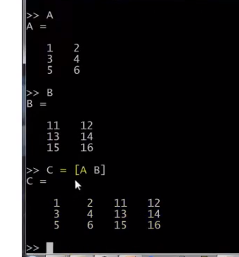 >> A
A =
1 2
3 4
5 6
>> B
B =
11 12
13 14
15 16
>> C = [A B]
C =
1 2 11 12
3 4 13 14
5 6 15 16
>>